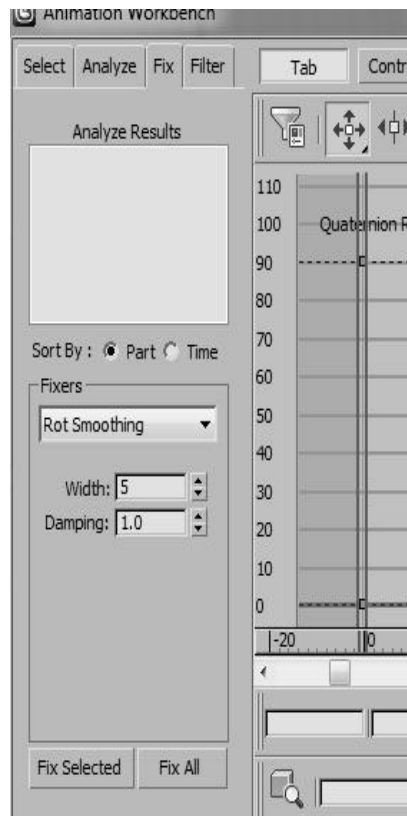 Animation Workbench
Select Analyze Fix Filter
Tab Contr
Analyze Results
110
100 Quaternion R
90
80
Sort By : Part Time
70
Fixers
60
Rot Smoothing
50
40
Width: 5
30
Damping: 1.0
20
10
0
-20 0
Fix Selected Fix All